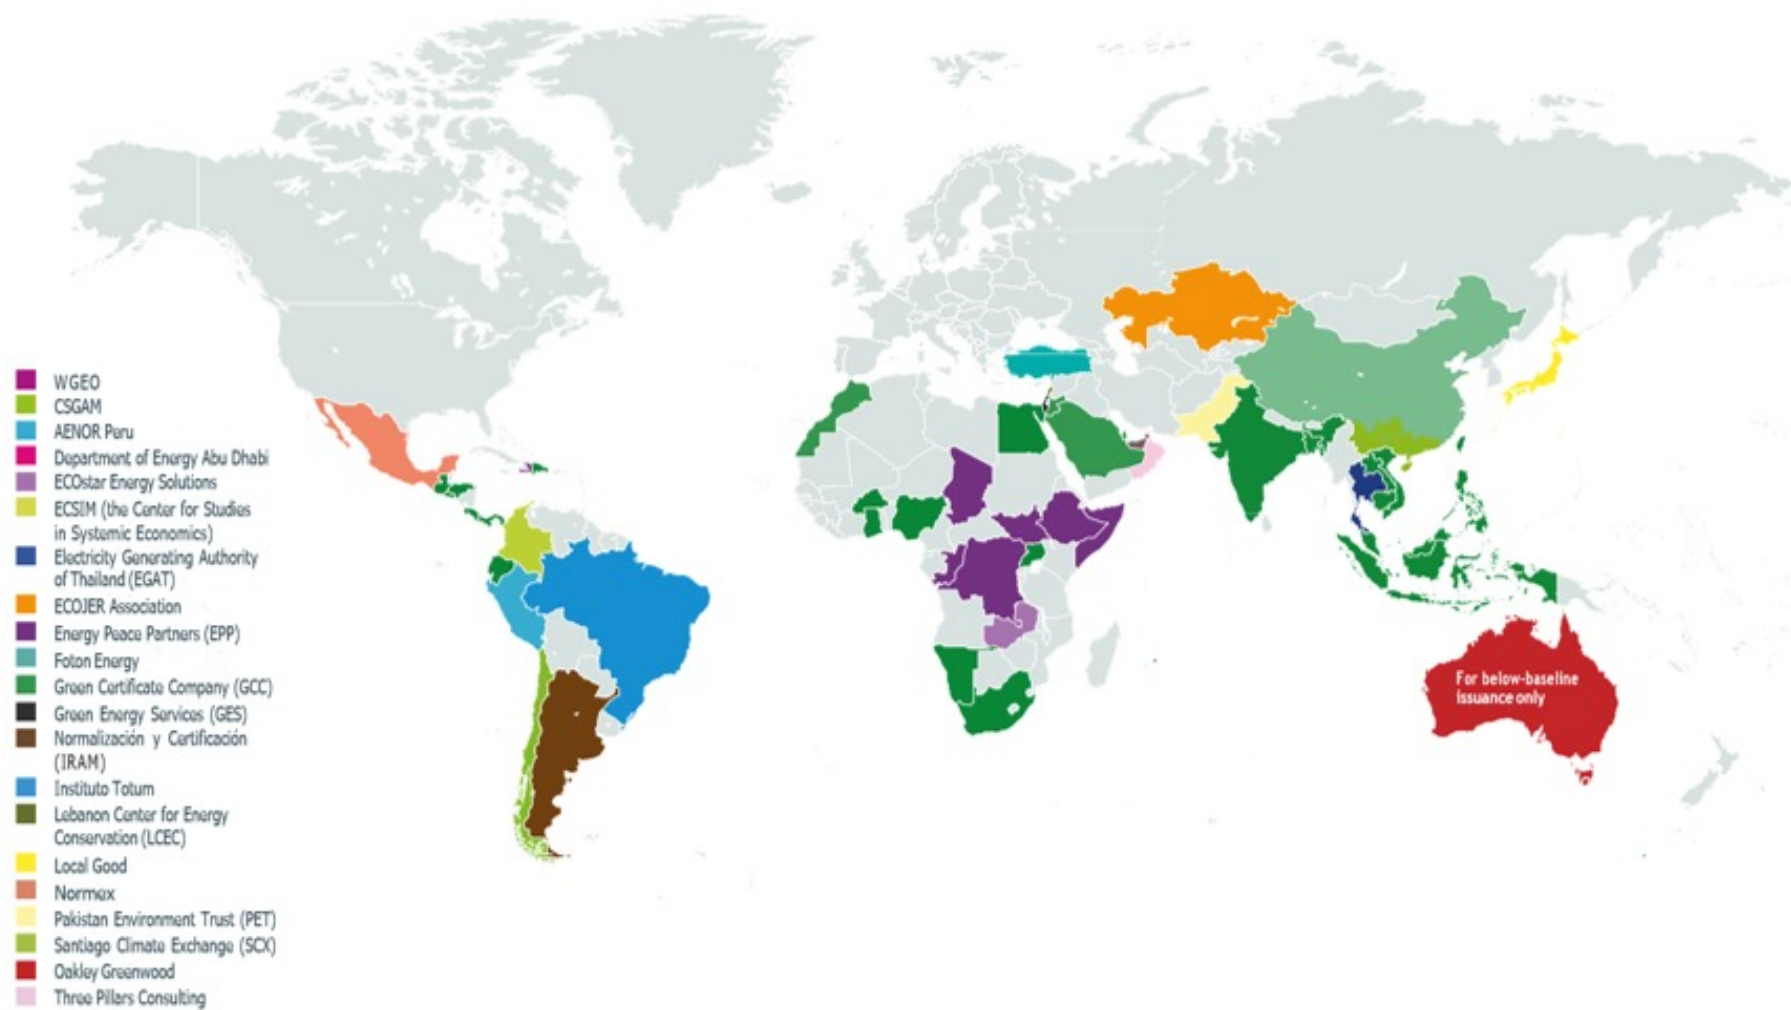 WGEO
CSGAM
AENOR Peru
Department of Energy Abu Dhabi
ECOstar Energy Solutions
ECSIM (the Center for Studies
in Systemic Economics)
Electricity Generating Authority
of Thailand (EGAT)
ECOJER Association
Energy Peace Partners (EPP)
Foton Energy
Green Certificate Company (GCC)
Green Energy Services (GES)
Normalización y Certificación
(IRAM)
Instituto Totum
Lebanon Center for Energy
Conservation (LCEC)
Local Good
Normex
Pakistan Environment Trust (PET)
Santiago Climate Exchange (SCX)
Oakley Greenwood
Three Pillars Consulting
For below-baseline
issuance only